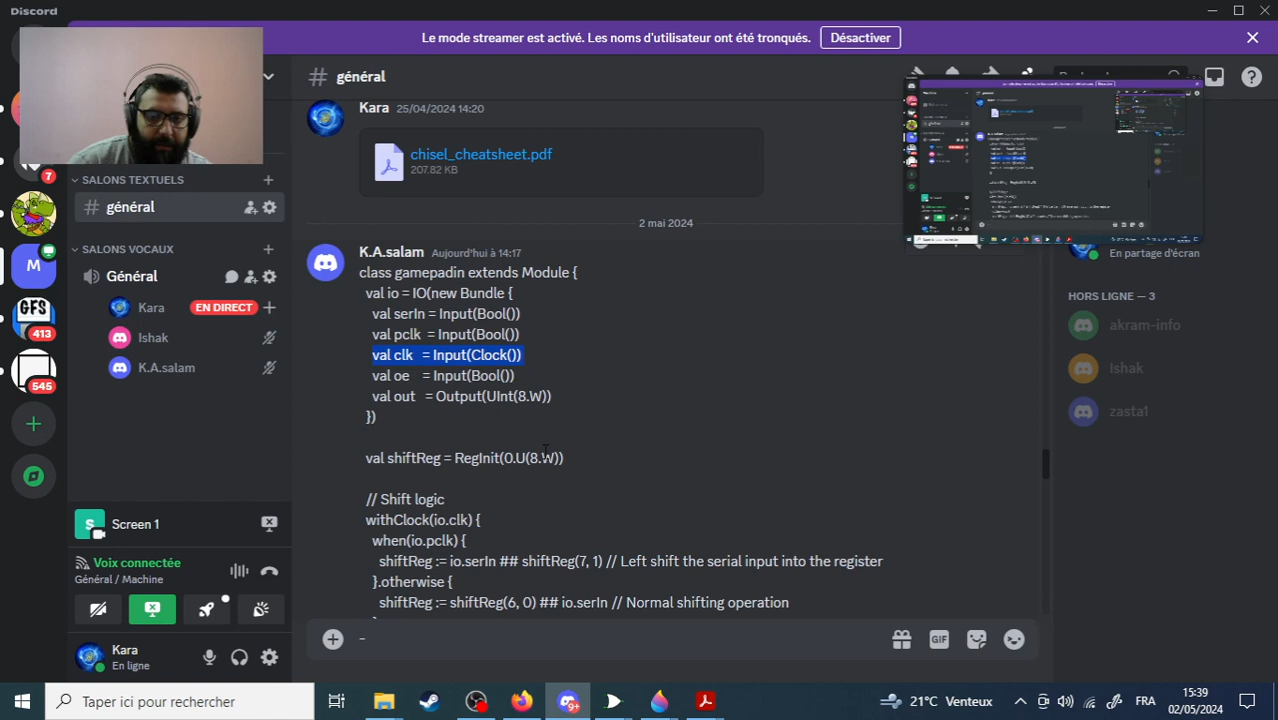 Discord
Le mode streamer est activé. Les noms d'utilisateur ont été tronqués.
Désactiver
# général
SALONS TEXTUELS
# général
SALONS VOCAUX
Général
Kara
EN DIRECT
Ishak
K.A.salam
7
M
GFS
413
545
Screen 1
Voix connectée
Général / Machine
Kara
En ligne
Kara 25/04/2024 14:20
chisel_cheatsheet.pdf
207.82 KB
2 mai 2024
K.A.salam Aujourd'hui à 14:17
class gamepadin extends Module {
val io = IO(new Bundle {
val serIn = Input(Bool())
val pclk = Input(Bool())
val clk = Input(Clock())
val oe = Input(Bool())
val out = Output(UInt(8.W))
})
val shiftReg = RegInit(0.U(8.W))
// Shift logic
withClock(io.clk) {
when(io.pclk) {
shiftReg := io.serIn ## shiftReg(7, 1) // Left shift the serial input into the register
}.otherwise {
shiftReg := shiftReg(6, 0) ## io.serIn // Normal shifting operation
-
GIF
En partage d'écran
HORS LIGNE — 3
akram-info
Ishak
zasta1
Taper ici pour rechercher
9+
21°C Venteux
FRA
15:39
02/05/2024